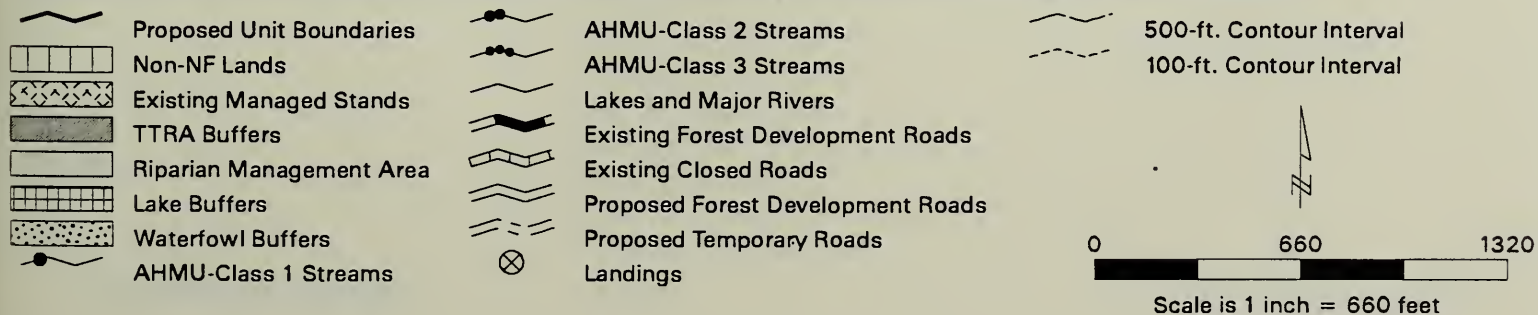 Proposed Unit Boundaries
Non-NF Lands
Existing Managed Stands
TTRA Buffers
Riparian Management Area
Lake Buffers
Waterfowl Buffers
AHMU-Class 1 Streams
AHMU-Class 2 Streams
AHMU-Class 3 Streams
Lakes and Major Rivers
Existing Forest Development Roads
Existing Closed Roads
Proposed Forest Development Roads
Proposed Temporary Roads
Landings
500-ft. Contour Interval
100-ft. Contour Interval
N
0 660 1320
Scale is 1 inch = 660 feet